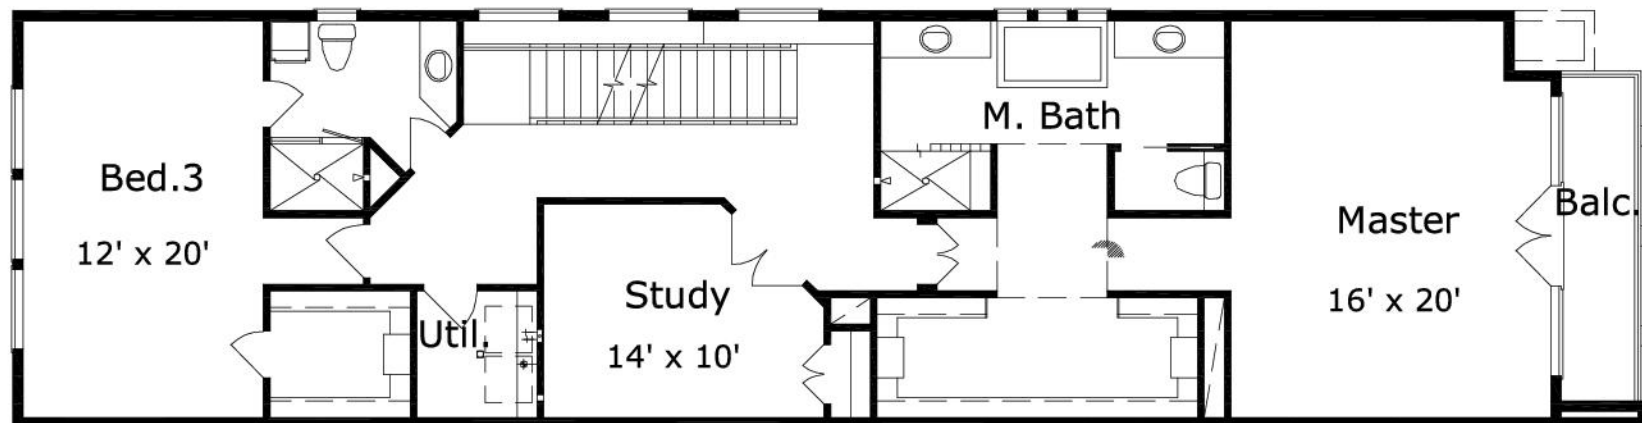 Bed.3
12' x 20'
Util.
Study
14' x 10'
M. Bath
Master
16' x 20'
Balc.